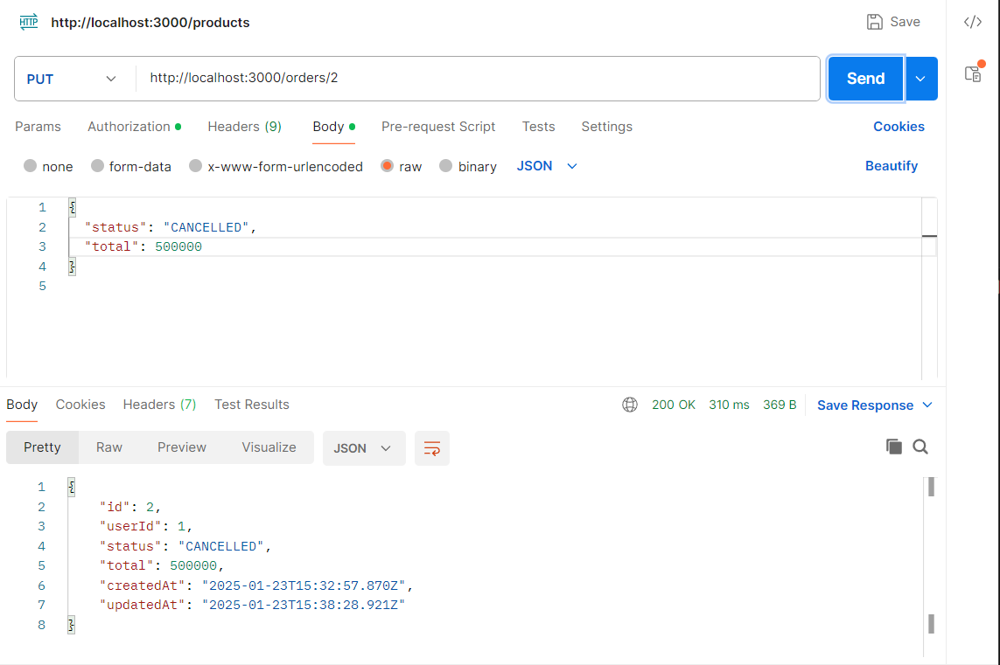 HTTP http://localhost:3000/products Save </>
PUT http://localhost:3000/orders/2 Send
Params Authorization Headers (9) Body Pre-request Script Tests Settings Cookies
none form-data x-www-form-urlencoded raw binary JSON Beautify
1 {
2 "status": "CANCELLED",
3 "total": 500000
4 }
5
Body Cookies Headers (7) Test Results 200 OK 310 ms 369 B Save Response
Pretty Raw Preview Visualize JSON
1 {
2 "id": 2,
3 "userId": 1,
4 "status": "CANCELLED",
5 "total": 500000,
6 "createdAt": "2025-01-23T15:32:57.870Z",
7 "updatedAt": "2025-01-23T15:38:28.921Z"
8 }